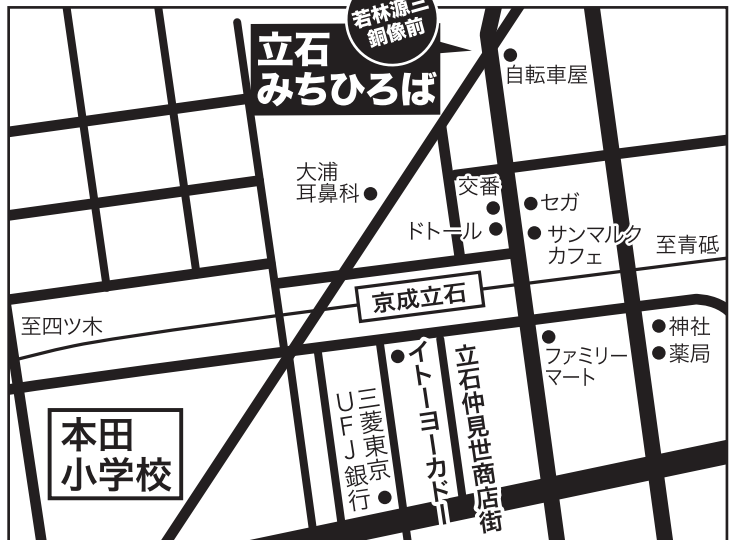 若林源三
銅像前
立石
みちひろば
自転車屋
大浦
耳鼻科
交番
セガ
ドトール
サンマルク
カフェ
至青砥
京成立石
至四ツ木
神社
薬局
ファミリー
マート
イトーヨーカドー
立石仲見世商店街
三菱東京
UFJ銀行
本田
小学校